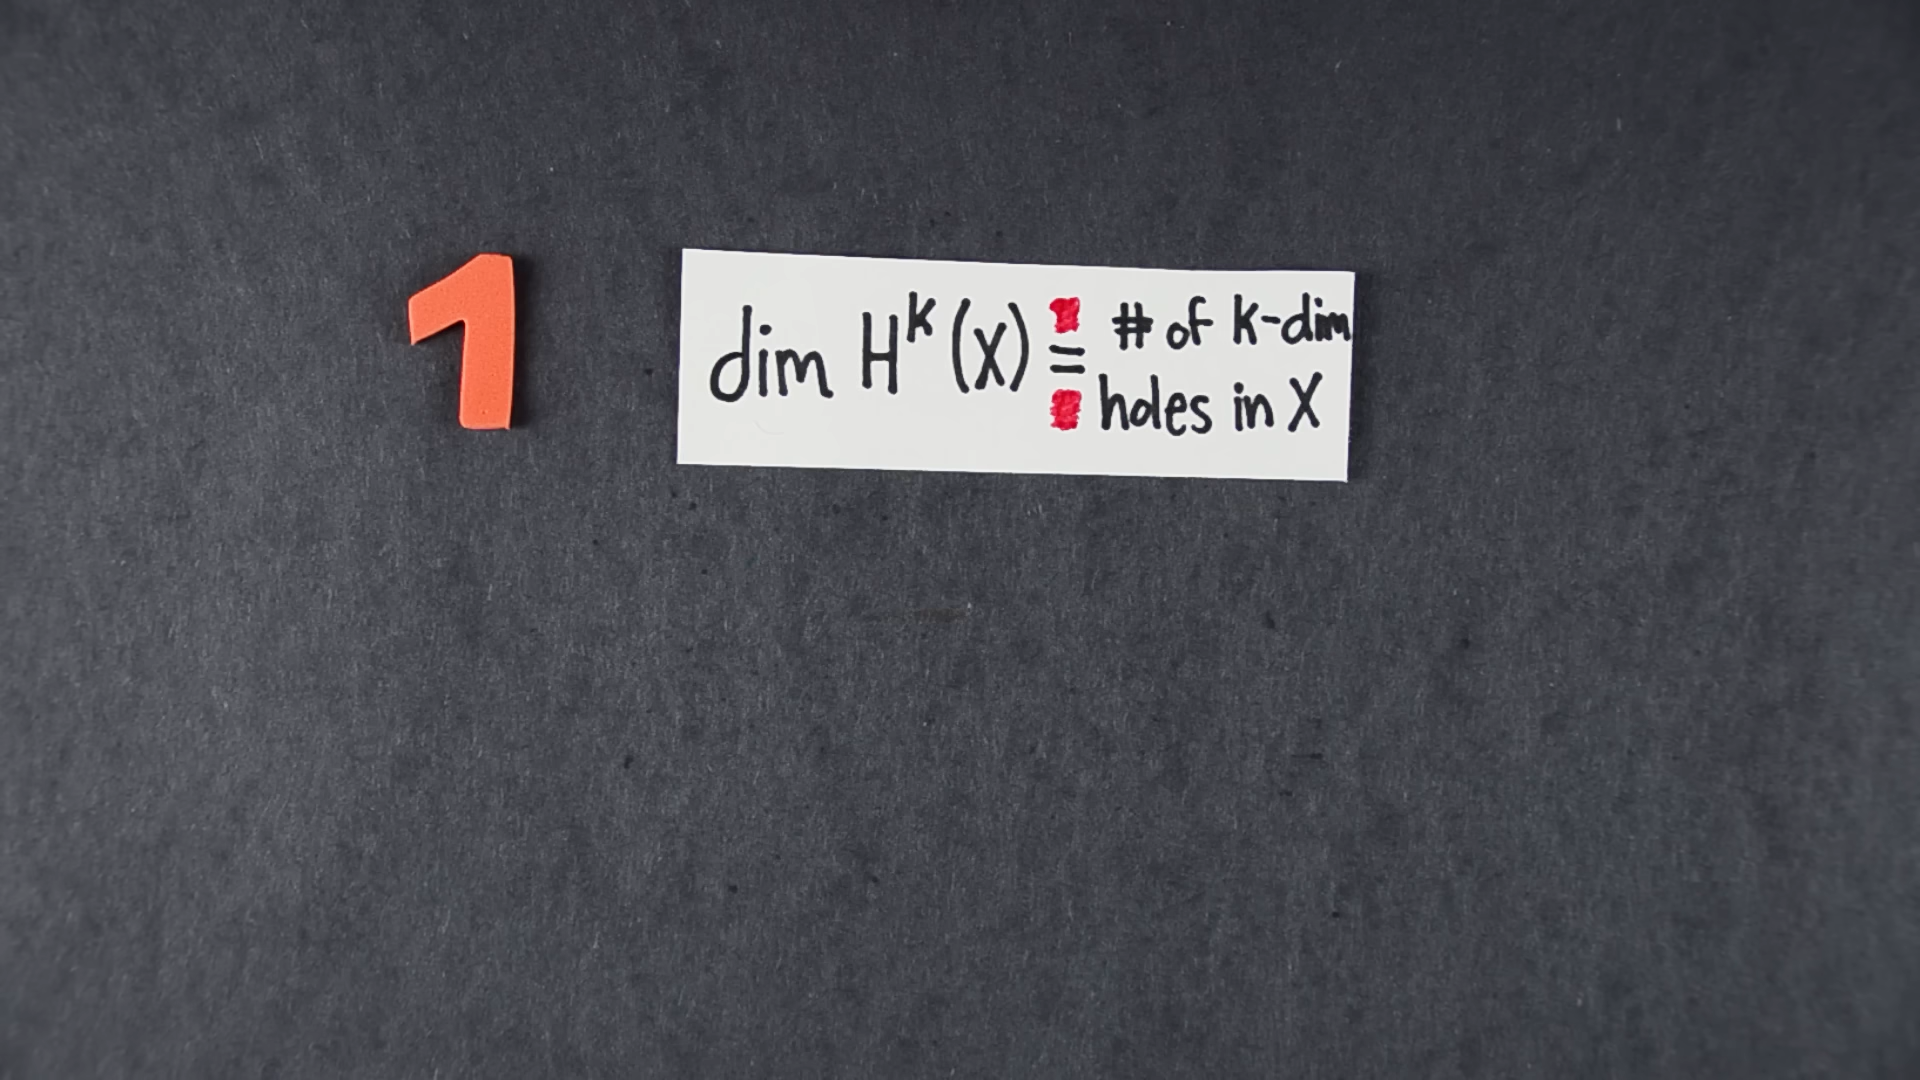 1
dim H^k (X) = # of k-dim
holes in X